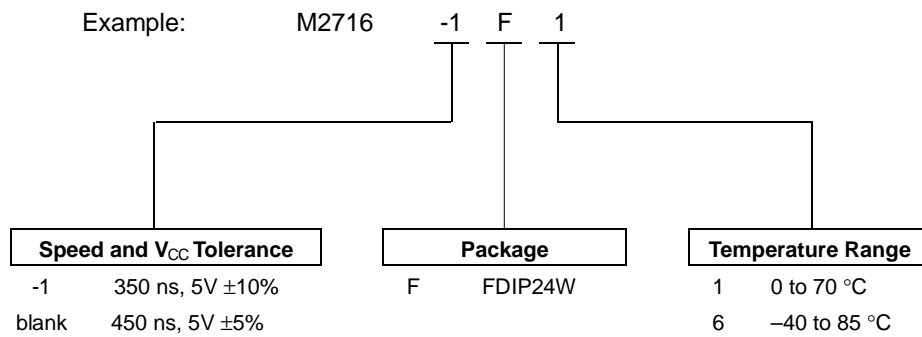 Example: M2716 -1 F 1
Speed and VCC Tolerance
-1 350 ns, 5V ±10%
blank 450 ns, 5V ±5%
Package
F FDIP24W
Temperature Range
1 0 to 70 °C
6 –40 to 85 °C